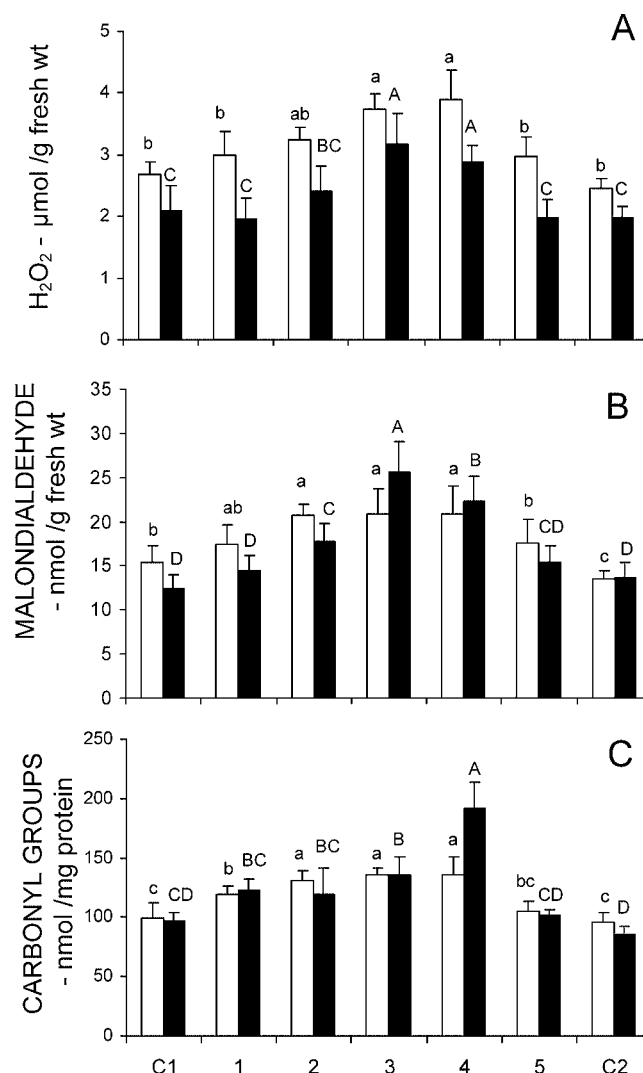 A
H₂O₂ - µmol /g fresh wt
5
4
3
2
1
0
b C b C ab BC a A a A b C b C
B
MALONDIALDEHYDE
- nmol /g fresh wt
35
30
25
20
15
10
5
0
b D ab D a C a A a B b CD c D
C
CARBONYL GROUPS
- nmol /mg protein
250
200
150
100
50
0
c CD b BC a BC a B a A bc CD c D
C1 1 2 3 4 5 C2